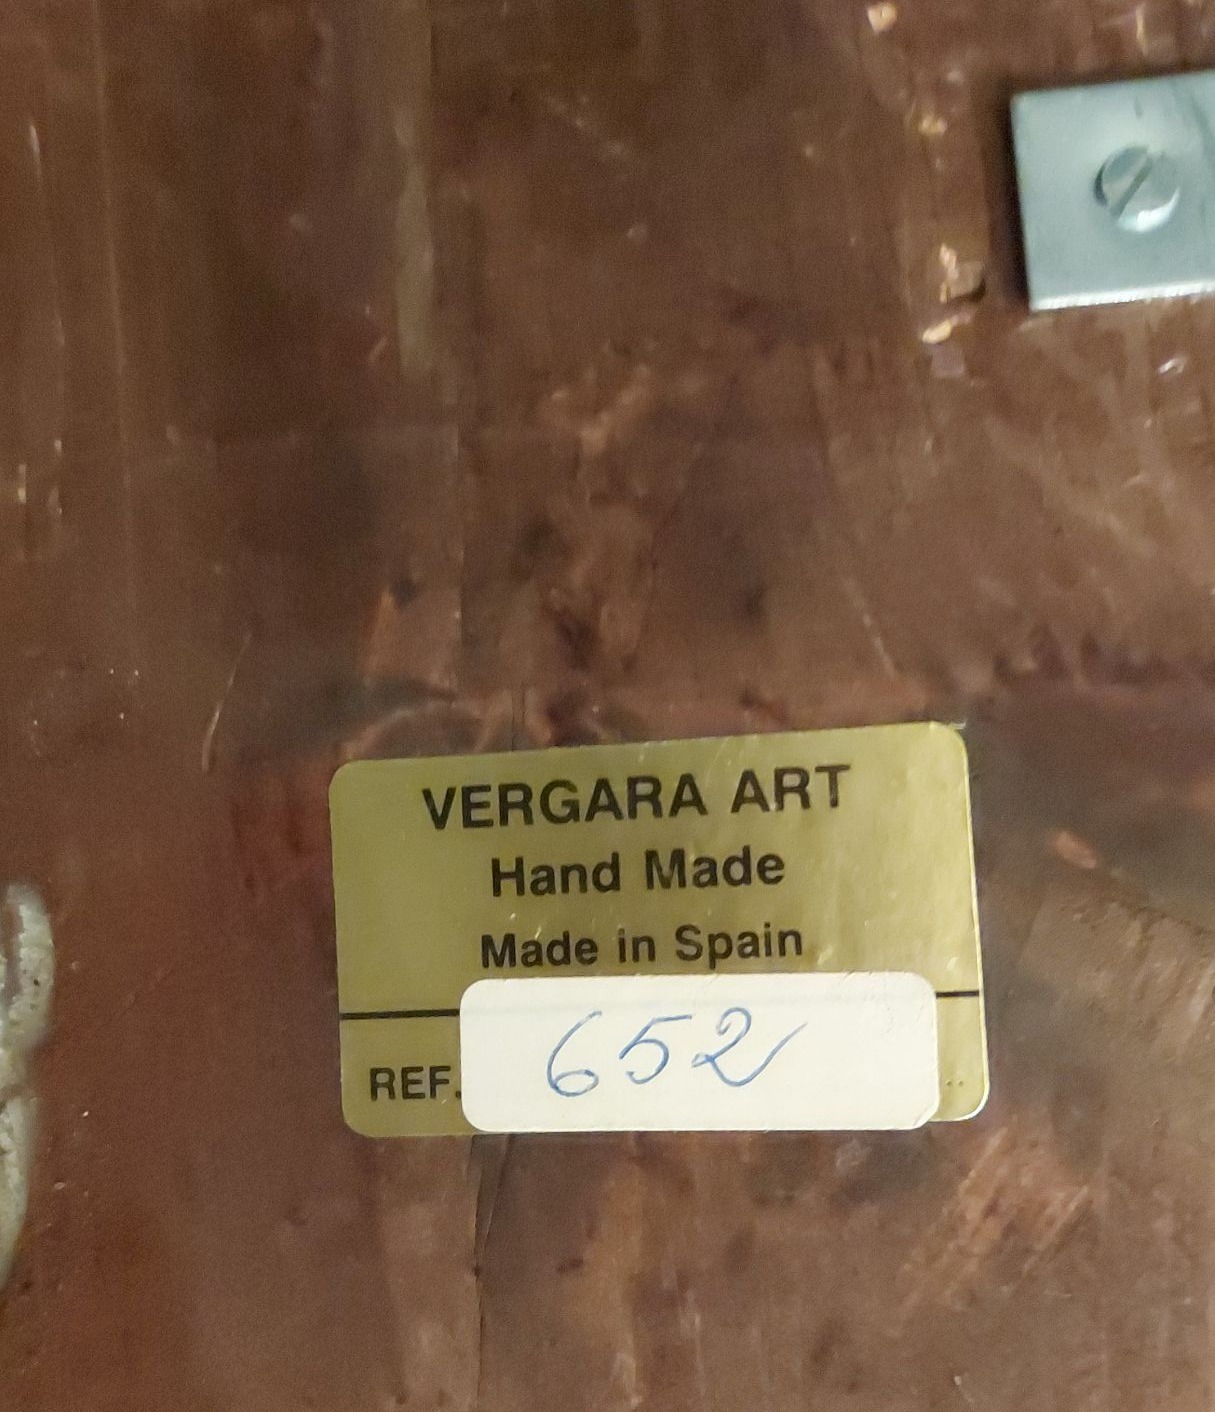 VERGARA ART
Hand Made
Made in Spain
REF. 652